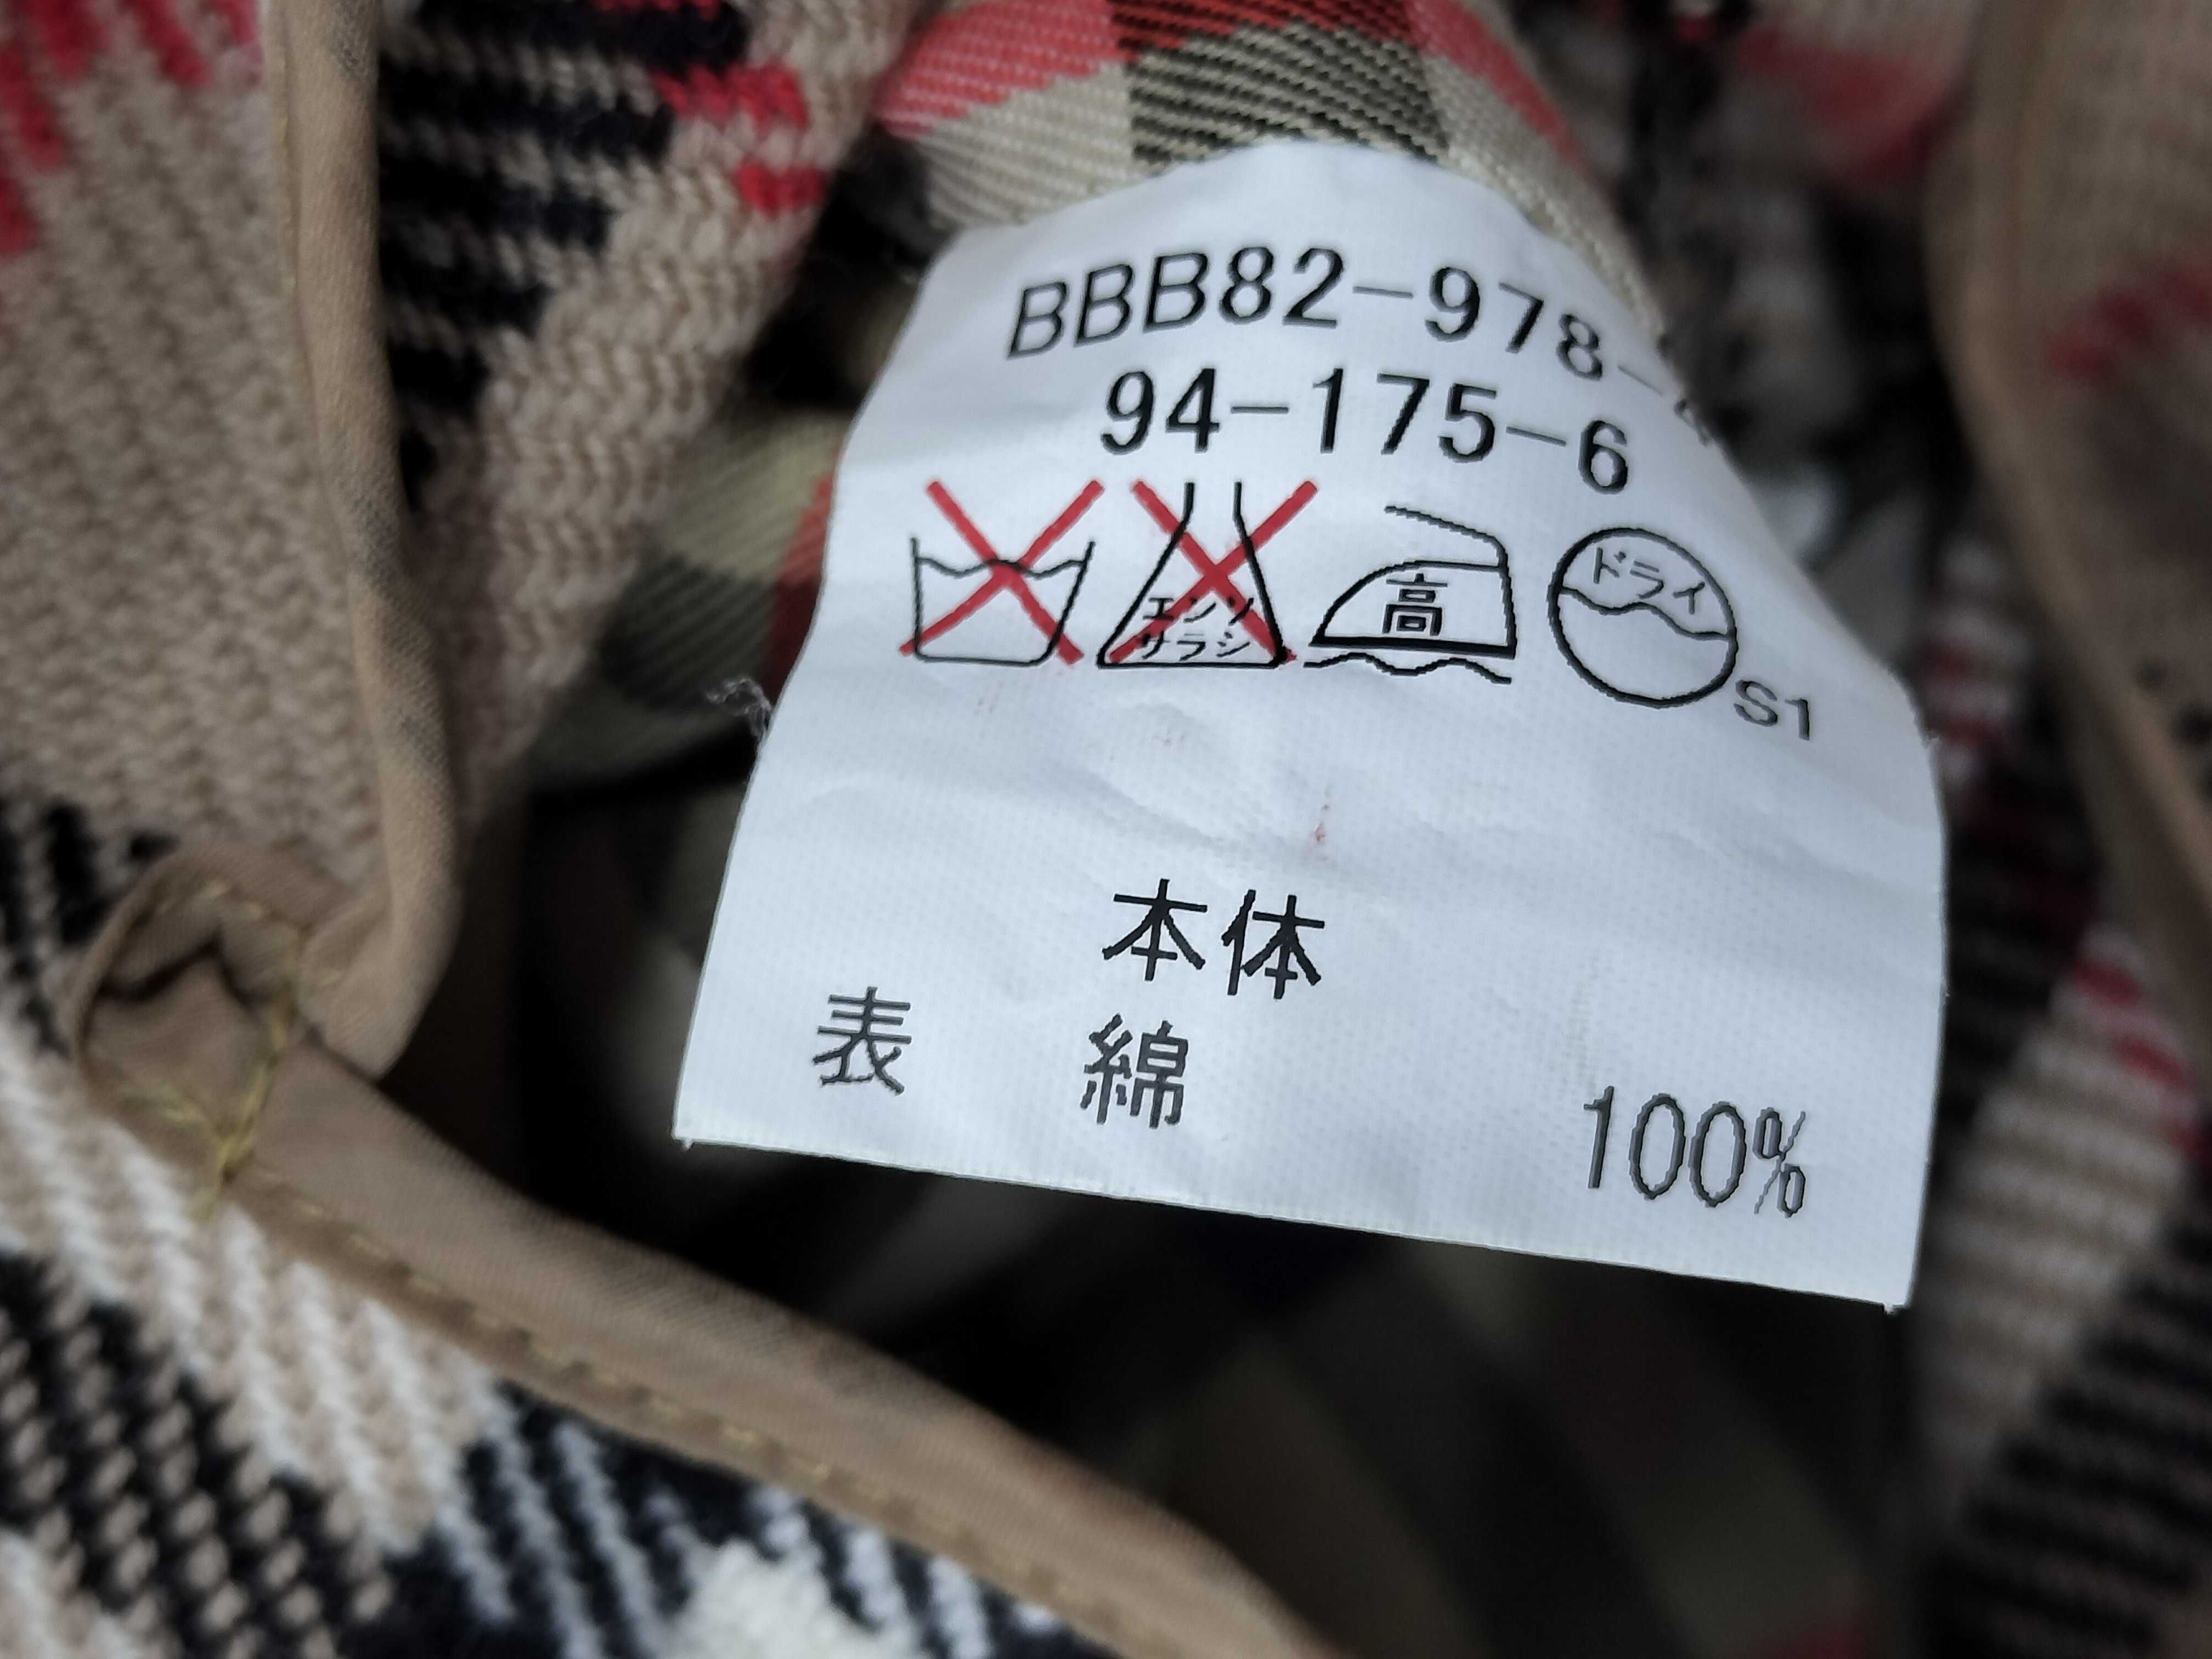 BBB82-978-4
94-175-6
エンソ
サラシ
高
ドライ
S1
本体
表 綿 100%